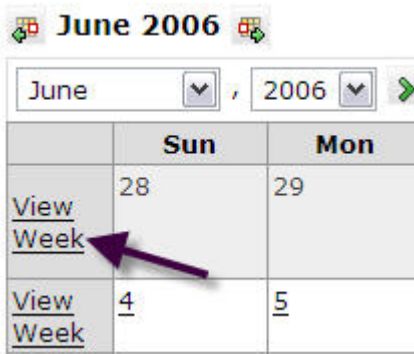 June 2006
June , 2006
Sun Mon
View Week 28 29
View Week 4 5